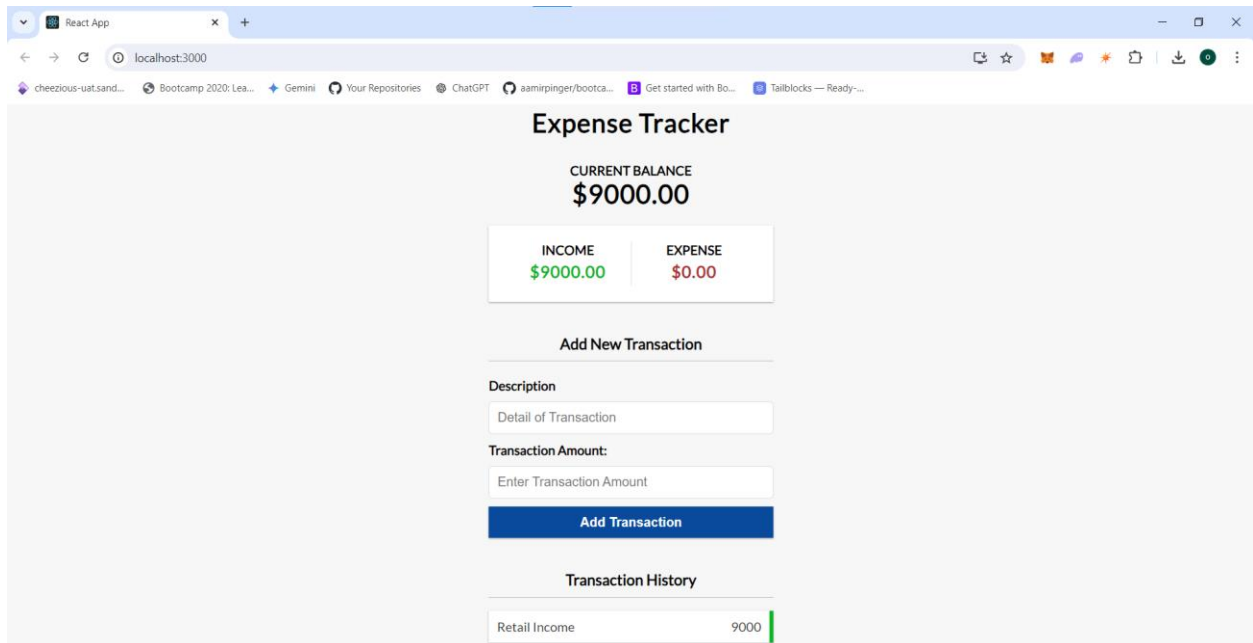 React App
localhost:3000
cheezious-uat.sand... Bootcamp 2020: Lea... Gemini Your Repositories ChatGPT aamirpinger/bootca... Get started with Bo... Tailblocks — Ready-...
Expense Tracker
CURRENT BALANCE
$9000.00
INCOME EXPENSE
$9000.00 $0.00
Add New Transaction
Description
Detail of Transaction
Transaction Amount:
Enter Transaction Amount
Add Transaction
Transaction History
Retail Income 9000